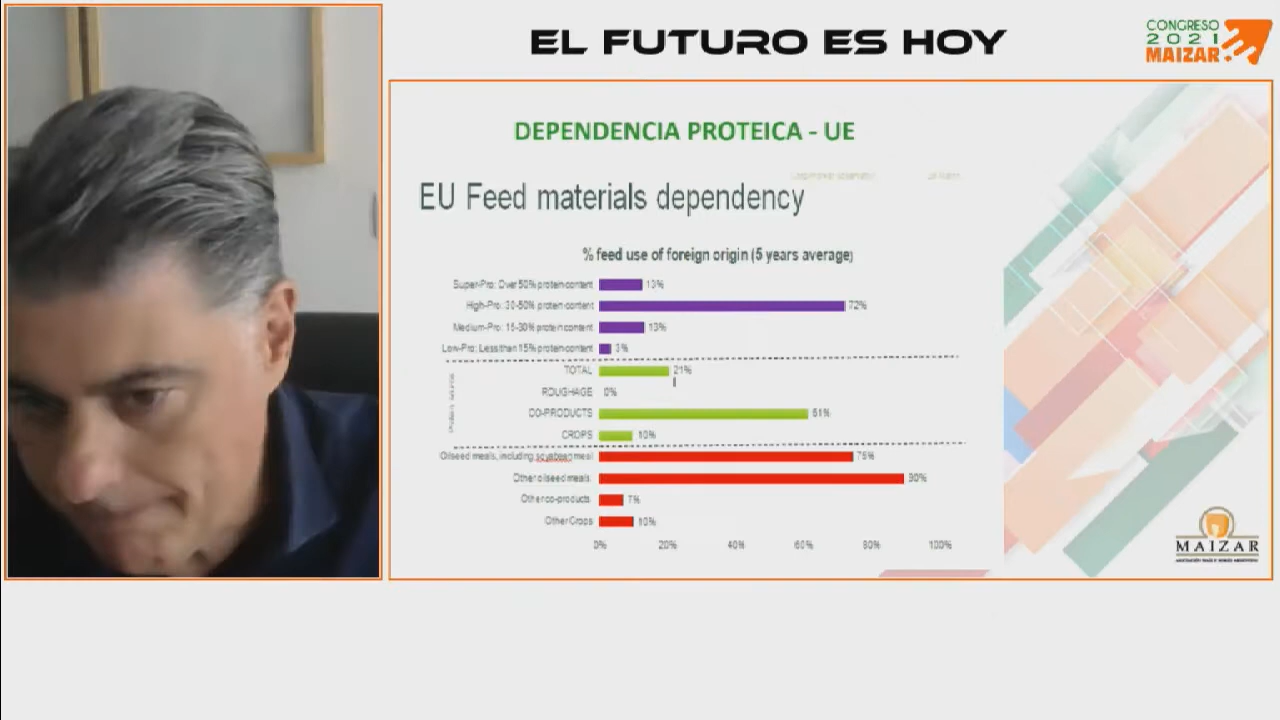 EL FUTURO ES HOY
CONGRESO
2021
MAIZAR
DEPENDENCIA PROTEICA - UE
EU Feed materials dependency
% feed use of foreign origin (5 years average)
Super-Pro: Over 50% protein content 13%
High-Pro: 30-50% protein content 72%
Medium-Pro: 15-30% protein content 13%
Low-Pro: Less than 15% protein content 3%
TOTAL 21%
ROUGHAGE 0%
CO-PRODUCTS 61%
CROPS 10%
Oilseed meals, including soyabean meal 75%
Other oilseed meals 90%
Other co-products 7%
Other Crops 10%
0% 20% 40% 60% 80% 100%
MAIZAR